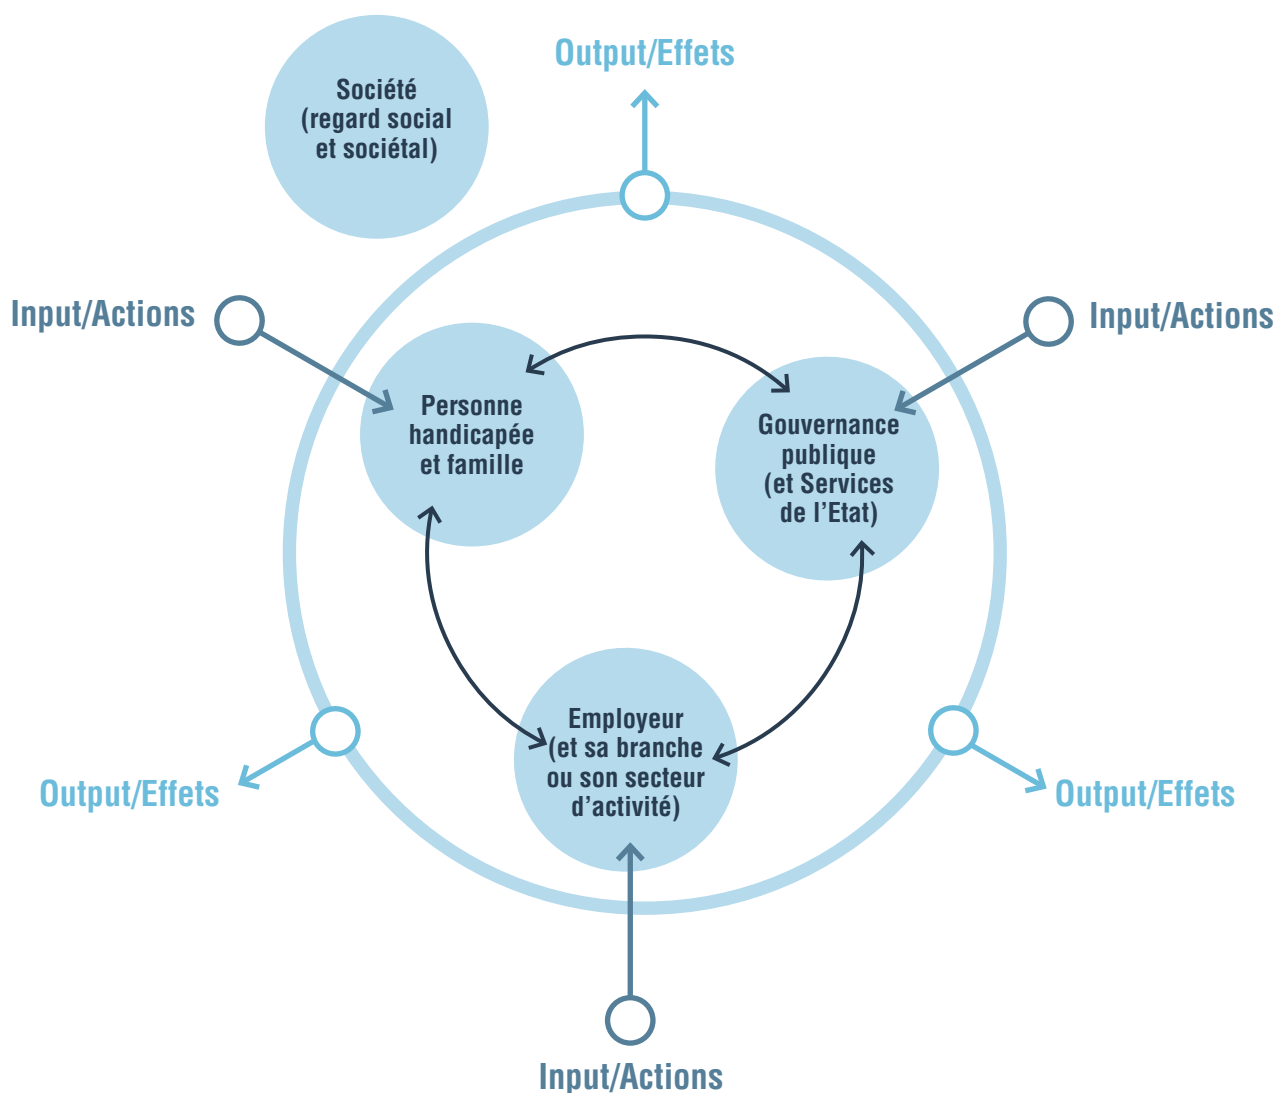 Output/Effets
Société
(regard social
et sociétal)
Input/Actions
Input/Actions
Personne
handicapée
et famille
Gouvernance
publique
(et Services
de l'Etat)
Employeur
(et sa branche
ou son secteur
d'activité)
Output/Effets
Output/Effets
Input/Actions